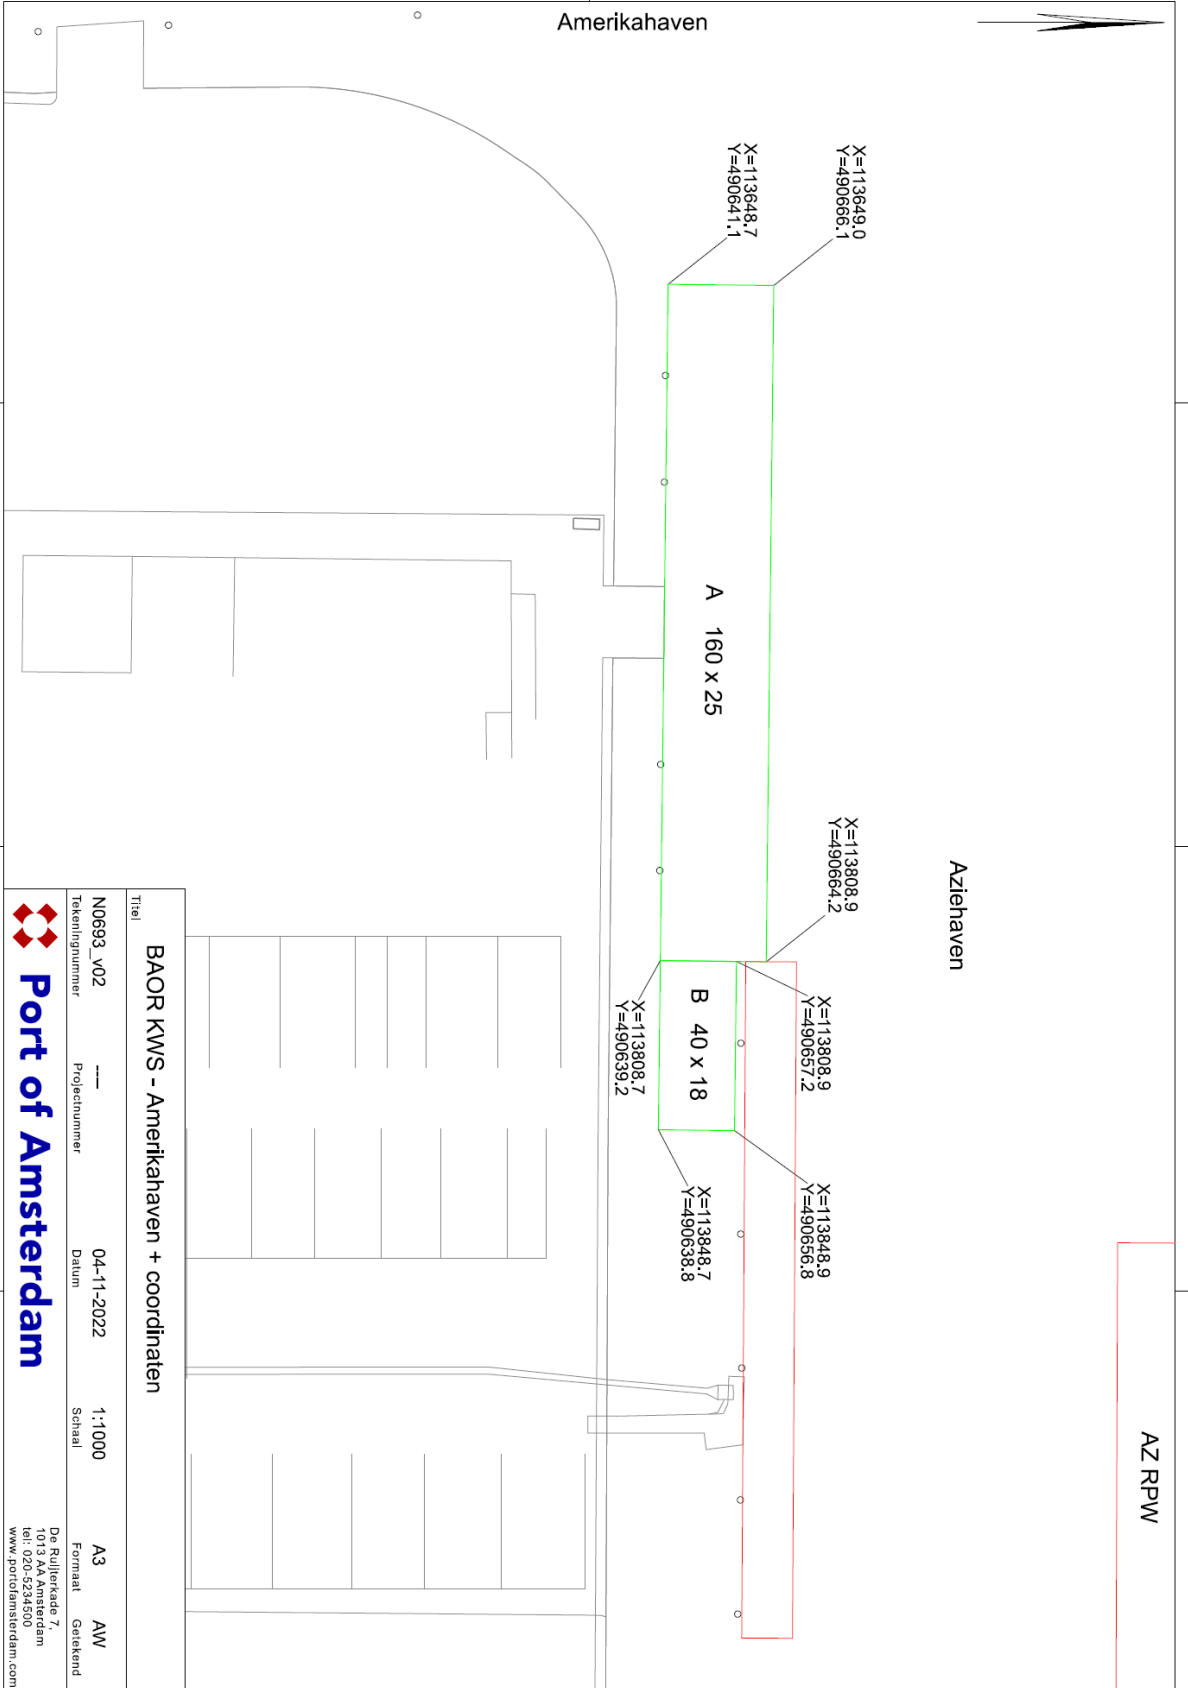 Amerikahaven
X=113649.0
Y=490666.1
X=113648.7
Y=490641.1
A 160 x 25
Aziehaven
X=113808.9
Y=490664.2
X=113808.9
Y=490657.2
B 40 x 18
X=113808.7
Y=490639.2
X=113848.9
Y=490656.8
X=113848.7
Y=490638.8
AZ RPW
Titel
BAOR KWS - Amerikahaven + coordinaten
N0693_v02 --- 04-11-2022 1:1000 A3 AW
Tekeningnummer Projectnummer Datum Schaal Formaat Getekend
Port of Amsterdam
De Ruijterkade 7,
1013 AA Amsterdam
tel: 020-5234500
www.portofamsterdam.com